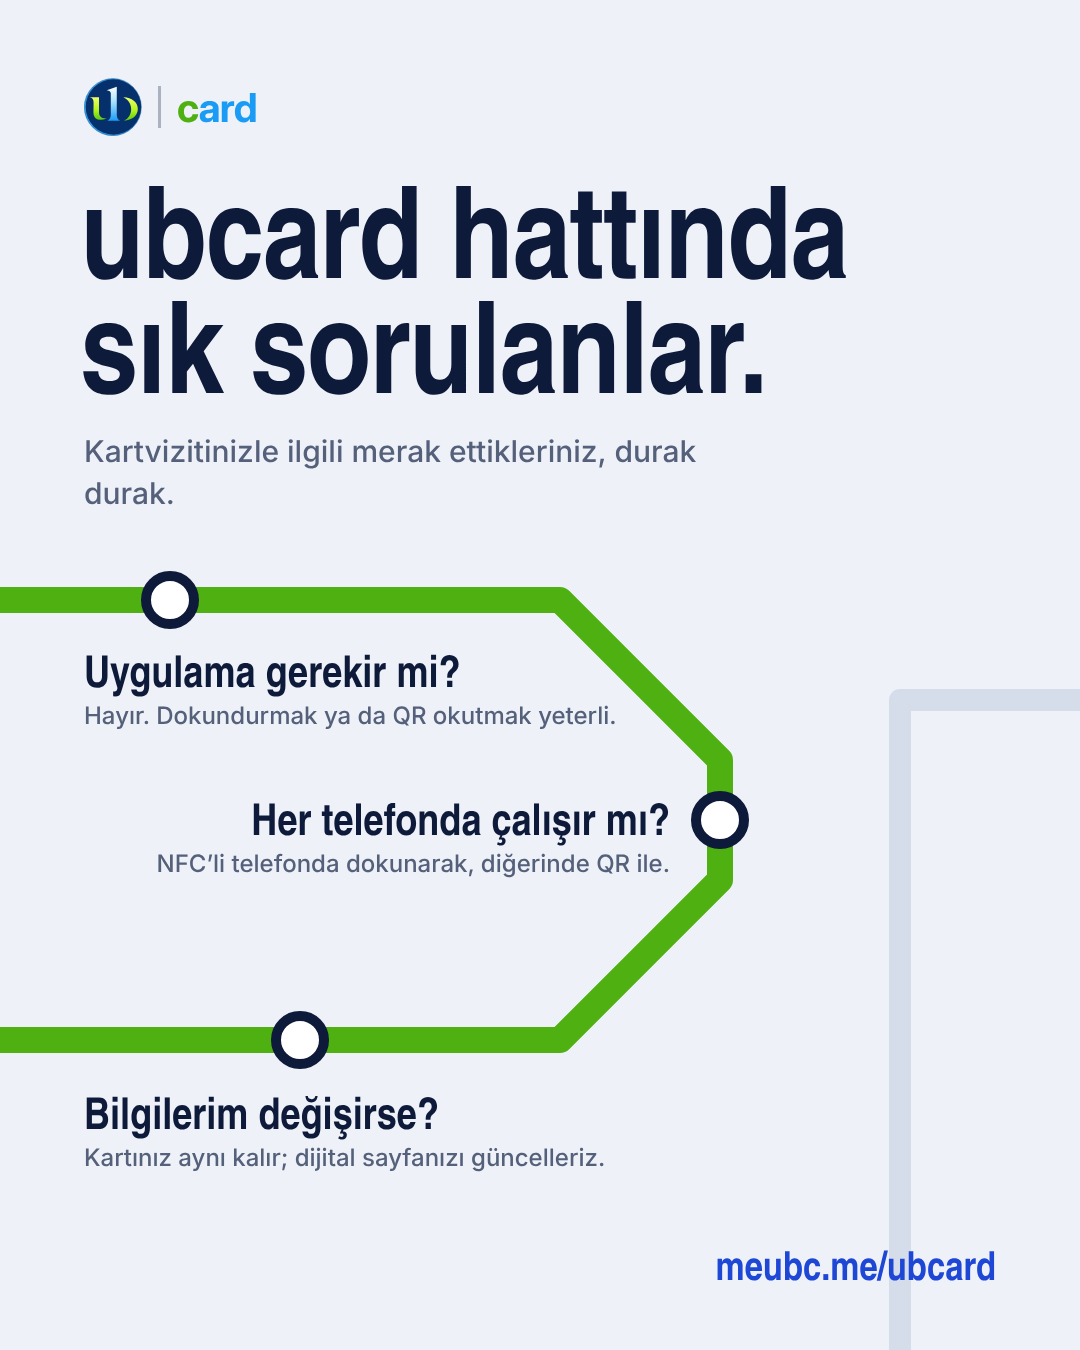 ub card
ubcard hattında
sık sorulanlar.
Kartvizitinizle ilgili merak ettikleriniz, durak
durak.
Uygulama gerekir mi?
Hayır. Dokundurmak ya da QR okutmak yeterli.
Her telefonda çalışır mı?
NFC’li telefonda dokunarak, diğerinde QR ile.
Bilgilerim değişirse?
Kartınız aynı kalır; dijital sayfanızı güncelleriz.
meubc.me/ubcard